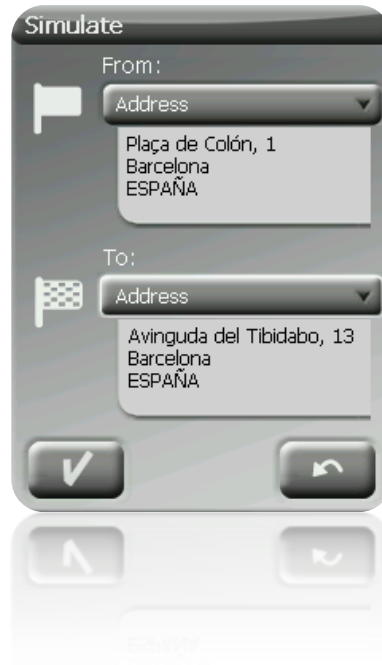 Simulate
From:
Address
Plaça de Colón, 1
Barcelona
ESPAÑA
To:
Address
Avinguda del Tibidabo, 13
Barcelona
ESPAÑA